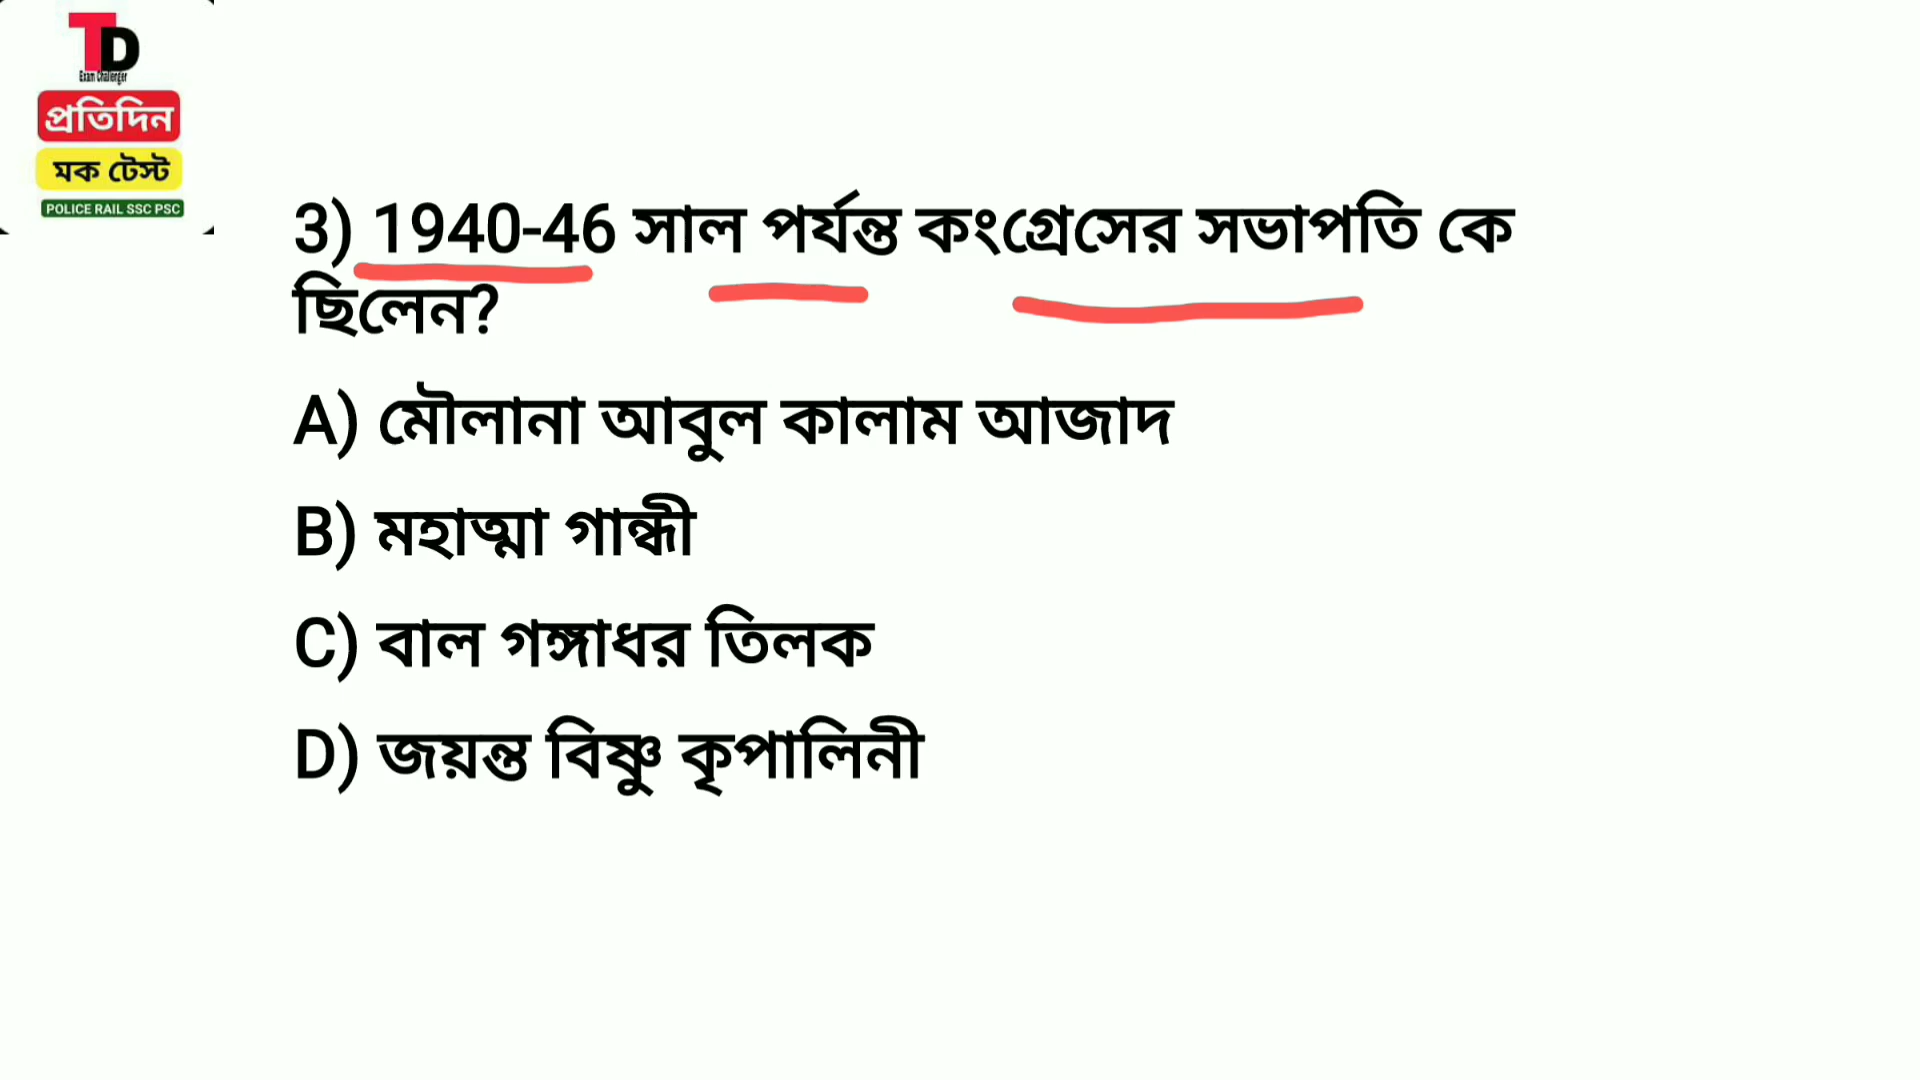 TD
Exam Challenger
প্রতিদিন
মক টেস্ট
POLICE RAIL SSC PSC
3) 1940-46 সাল পর্যন্ত কংগ্রেসের সভাপতি কে
ছিলেন?
A) মৌলানা আবুল কালাম আজাদ
B) মহাত্মা গান্ধী
C) বাল গঙ্গাধর তিলক
D) জয়ন্ত বিষ্ণু কৃপালিনী